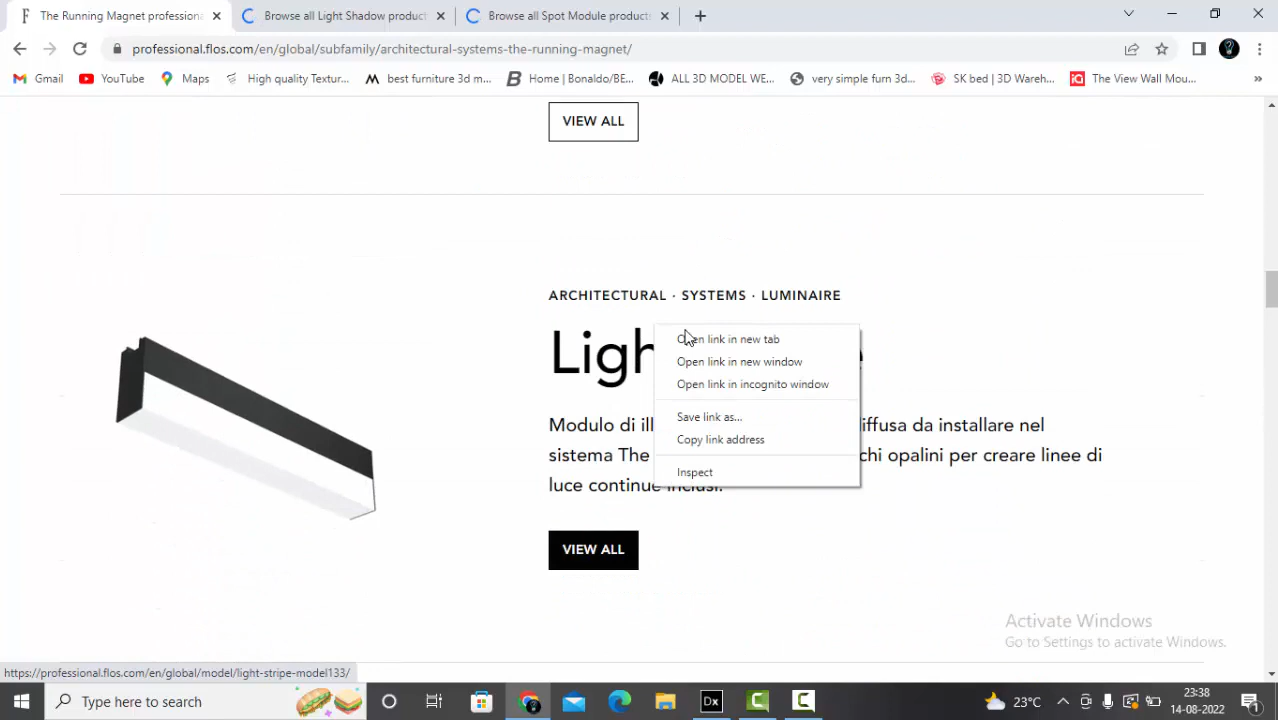 The Running Magnet professiona
Browse all Light Shadow product
Browse all Spot Module products
professional.flos.com/en/global/subfamily/architectural-systems-the-running-magnet/
Gmail
YouTube
Maps
High quality Textur...
best furniture 3d m...
Home | Bonaldo/BE...
ALL 3D MODEL WE...
very simple furn 3d...
SK bed | 3D Wareh...
The View Wall Mou...
»
VIEW ALL
ARCHITECTURAL · SYSTEMS · LUMINAIRE
Ligh
Open link in new tab
Open link in new window
Open link in incognito window
Save link as...
Copy link address
Inspect
Modulo di ill iffusa da installare nel
sistema The chi opalini per creare linee di
luce continue inclusi.
VIEW ALL
Activate Windows
Go to Settings to activate Windows.
https://professional.flos.com/en/global/model/light-stripe-model133/
Type here to search
Dx
23°C
23:38
14-08-2022